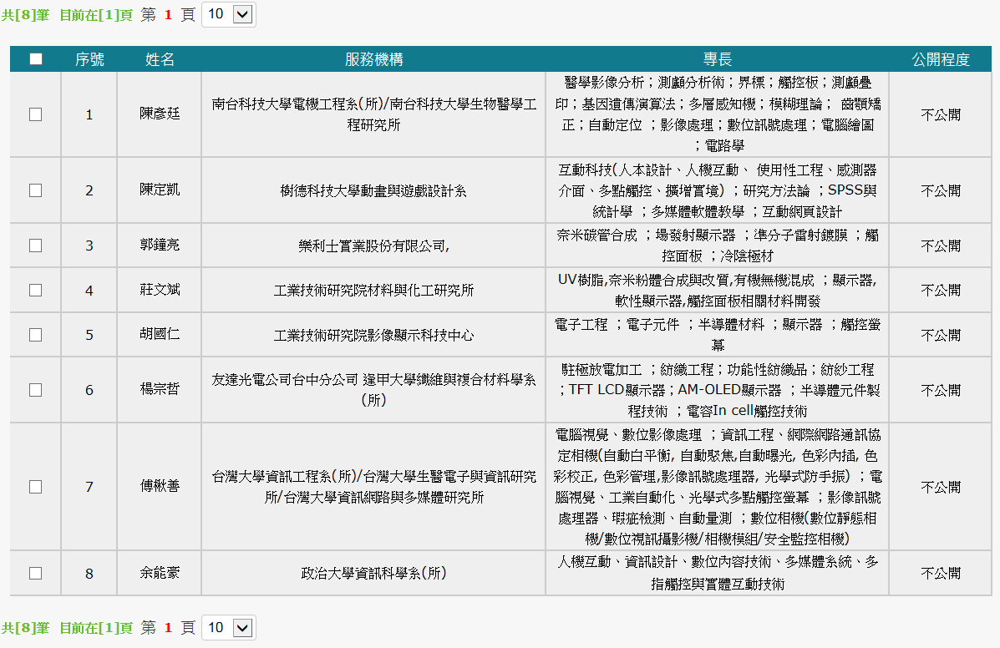 共[8]筆 目前在[1]頁 第 1 頁 10
序號 姓名 服務機構 專長 公開程度
1 陳彥廷
南台科技大學電機工程系(所)/南台科技大學生物醫學工
程研究所
醫學影像分析；測顱分析術；界標；觸控板；測顱疊
印；基因遺傳演算法；多層感知機；模糊理論； 齒顎矯
正；自動定位 ；影像處理；數位訊號處理；電腦繪圖
；電路學
不公開
2 陳定凱
樹德科技大學動畫與遊戲設計系
互動科技(人本設計、人機互動、 使用性工程、感測器
介面、多點觸控、擴增實境) ；研究方法論 ；SPSS與
統計學 ；多媒體軟體教學 ；互動網頁設計
不公開
3 郭鐘亮
樂利士實業股份有限公司,
奈米碳管合成 ；場發射顯示器 ；準分子雷射鍍膜 ；觸
控面板 ；冷陰極材
不公開
4 莊文斌
工業技術研究院材料與化工研究所
UV樹脂,奈米粉體合成與改質,有機無機混成 ；顯示器,
軟性顯示器,觸控面板相關材料開發
不公開
5 胡國仁
工業技術研究院影像顯示科技中心
電子工程 ；電子元件 ；半導體材料 ；顯示器 ；觸控螢
幕
不公開
6 楊宗哲
友達光電公司台中分公司 逢甲大學纖維與複合材料學系
(所)
駐極放電加工 ；紡織工程；功能性紡織品；紡紗工程
；TFT LCD顯示器；AM-OLED顯示器 ；半導體元件製
程技術 ；電容In cell觸控技術
不公開
7 傅楸善
台灣大學資訊工程系(所)/台灣大學生醫電子與資訊研究
所/台灣大學資訊網路與多媒體研究所
電腦視覺、數位影像處理 ；資訊工程、網際網路通訊協
定相機(自動白平衡, 自動聚焦,自動曝光, 色彩內插, 色
彩校正, 色彩管理,影像訊號處理器, 光學式防手振) ；電
腦視覺、工業自動化、光學式多點觸控螢幕 ；影像訊號
處理器、瑕疵檢測、自動量測 ；數位相機(數位靜態相
機/數位視訊攝影機/相機模組/安全監控相機)
不公開
8 余能豪
政治大學資訊科學系(所)
人機互動、資訊設計、數位內容技術、多媒體系統、多
指觸控與實體互動技術
不公開
共[8]筆 目前在[1]頁 第 1 頁 10